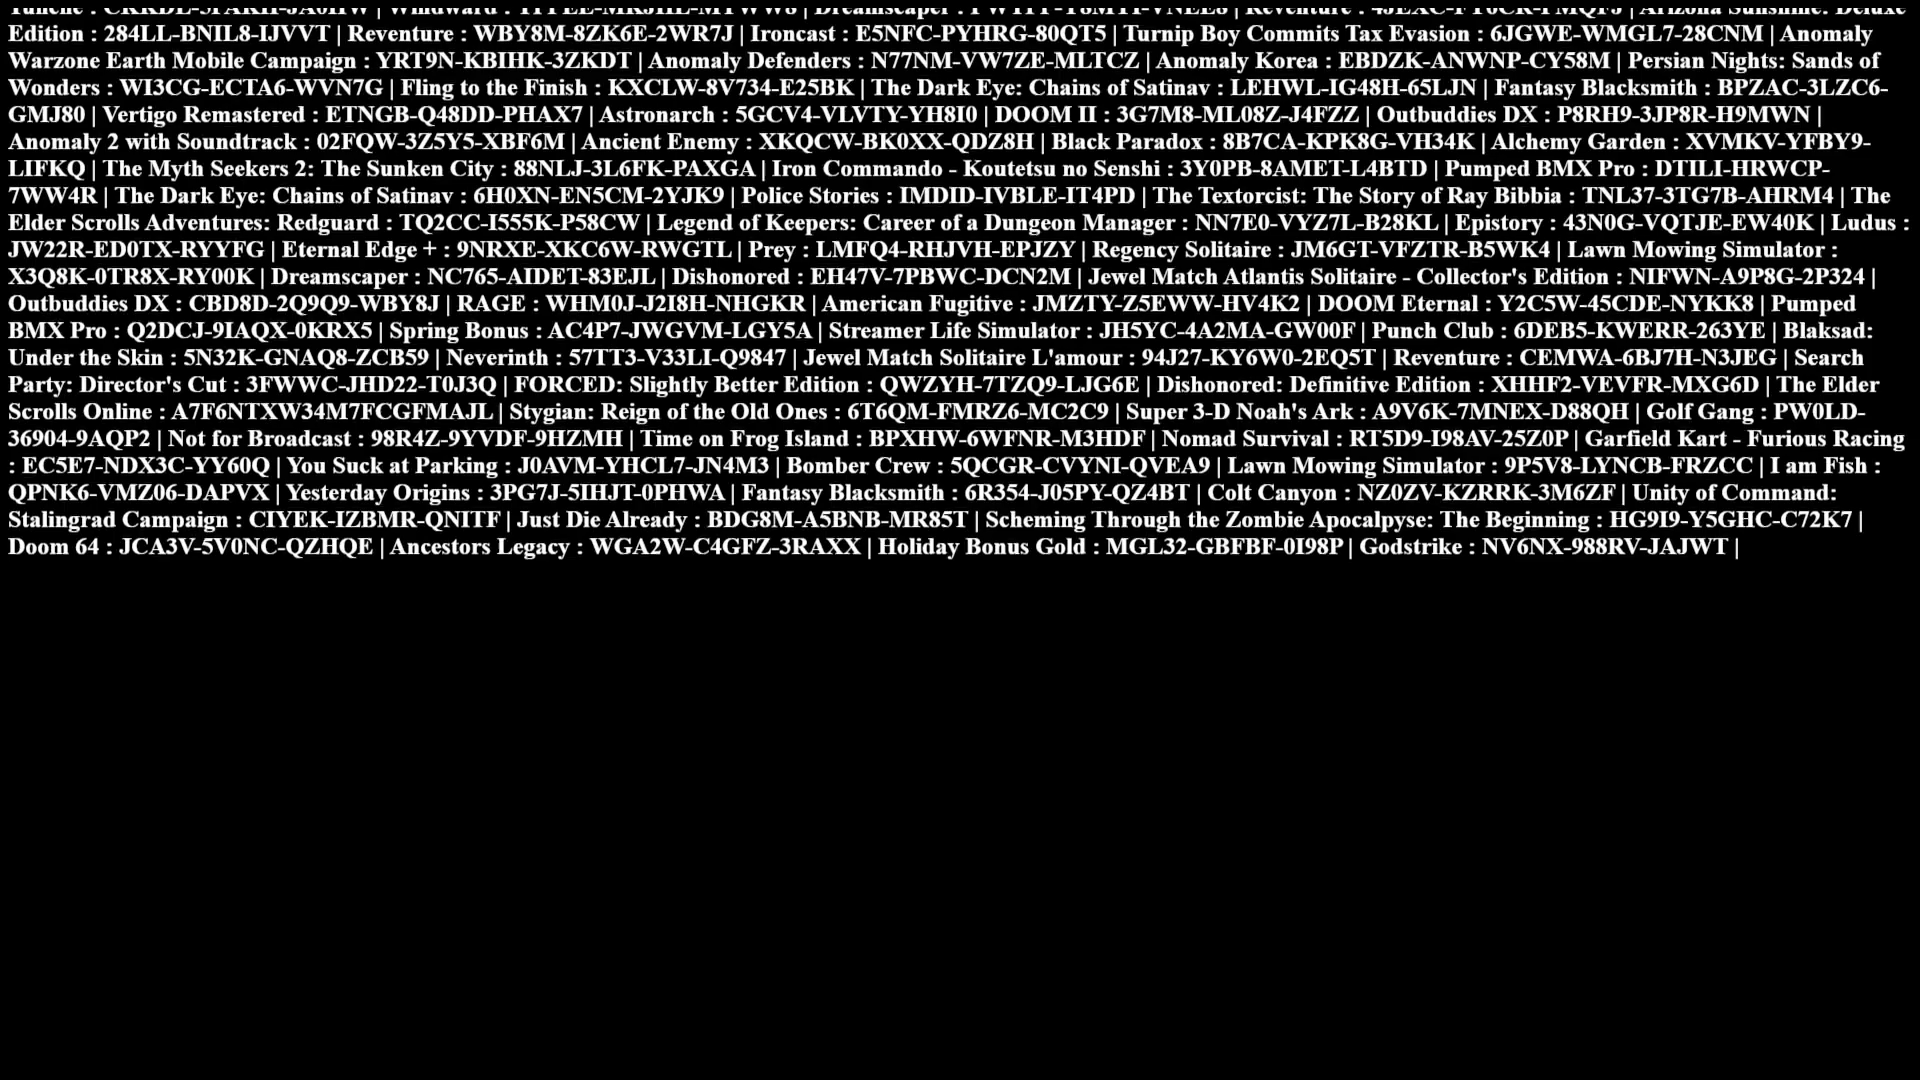 Edition : 284LL-BNIL8-IJVVT | Reventure : WBY8M-8ZK6E-2WR7J | Ironcast : E5NFC-PYHRG-80QT5 | Turnip Boy Commits Tax Evasion : 6JGWE-WMGL7-28CNM | Anomaly
Warzone Earth Mobile Campaign : YRT9N-KBIHK-3ZKDT | Anomaly Defenders : N77NM-VW7ZE-MLTCZ | Anomaly Korea : EBDZK-ANWNP-CY58M | Persian Nights: Sands of
Wonders : WI3CG-ECTA6-WVN7G | Fling to the Finish : KXCLW-8V734-E25BK | The Dark Eye: Chains of Satinav : LEHWL-IG48H-65LJN | Fantasy Blacksmith : BPZAC-3LZC6-
GMJ80 | Vertigo Remastered : ETNGB-Q48DD-PHAX7 | Astronarch : 5GCV4-VLVTY-YH8I0 | DOOM II : 3G7M8-ML08Z-J4FZZ | Outbuddies DX : P8RH9-3JP8R-H9MWN |
Anomaly 2 with Soundtrack : 02FQW-3Z5Y5-XBF6M | Ancient Enemy : XKQCW-BK0XX-QDZ8H | Black Paradox : 8B7CA-KPK8G-VH34K | Alchemy Garden : XVMKV-YFBY9-
LIFKQ | The Myth Seekers 2: The Sunken City : 88NLJ-3L6FK-PAXGA | Iron Commando - Koutetsu no Senshi : 3Y0PB-8AMET-L4BTD | Pumped BMX Pro : DTILI-HRWCP-
7WW4R | The Dark Eye: Chains of Satinav : 6H0XN-EN5CM-2YJK9 | Police Stories : IMDID-IVBLE-IT4PD | The Textorcist: The Story of Ray Bibbia : TNL37-3TG7B-AHRM4 | The
Elder Scrolls Adventures: Redguard : TQ2CC-I555K-P58CW | Legend of Keepers: Career of a Dungeon Manager : NN7E0-VYZ7L-B28KL | Epistory : 43N0G-VQTJE-EW40K | Ludus :
JW22R-ED0TX-RYYFG | Eternal Edge + : 9NRXE-XKC6W-RWGTL | Prey : LMFQ4-RHJVH-EPJZY | Regency Solitaire : JM6GT-VFZTR-B5WK4 | Lawn Mowing Simulator :
X3Q8K-0TR8X-RY00K | Dreamscaper : NC765-AIDET-83EJL | Dishonored : EH47V-7PBWC-DCN2M | Jewel Match Atlantis Solitaire - Collector's Edition : NIFWN-A9P8G-2P324 |
Outbuddies DX : CBD8D-2Q9Q9-WBY8J | RAGE : WHM0J-J2I8H-NHGKR | American Fugitive : JMZTY-Z5EWW-HV4K2 | DOOM Eternal : Y2C5W-45CDE-NYKK8 | Pumped
BMX Pro : Q2DCJ-9IAQX-0KRX5 | Spring Bonus : AC4P7-JWGVM-LGY5A | Streamer Life Simulator : JH5YC-4A2MA-GW00F | Punch Club : 6DEB5-KWERR-263YE | Blaksad:
Under the Skin : 5N32K-GNAQ8-ZCB59 | Neverinth : 57TT3-V33LI-Q9847 | Jewel Match Solitaire L'amour : 94J27-KY6W0-2EQ5T | Reventure : CEMWA-6BJ7H-N3JEG | Search
Party: Director's Cut : 3FWWC-JHD22-T0J3Q | FORCED: Slightly Better Edition : QWZYH-7TZQ9-LJG6E | Dishonored: Definitive Edition : XHHF2-VEVFR-MXG6D | The Elder
Scrolls Online : A7F6NTXW34M7FCGFMAJL | Stygian: Reign of the Old Ones : 6T6QM-FMRZ6-MC2C9 | Super 3-D Noah's Ark : A9V6K-7MNEX-D88QH | Golf Gang : PW0LD-
36904-9AQP2 | Not for Broadcast : 98R4Z-9YVDF-9HZMH | Time on Frog Island : BPXHW-6WFNR-M3HDF | Nomad Survival : RT5D9-I98AV-25Z0P | Garfield Kart - Furious Racing
: EC5E7-NDX3C-YY60Q | You Suck at Parking : J0AVM-YHCL7-JN4M3 | Bomber Crew : 5QCGR-CVYNI-QVEA9 | Lawn Mowing Simulator : 9P5V8-LYNCB-FRZCC | I am Fish :
QPNK6-VMZ06-DAPVX | Yesterday Origins : 3PG7J-5IHJT-0PHWA | Fantasy Blacksmith : 6R354-J05PY-QZ4BT | Colt Canyon : NZ0ZV-KZRRK-3M6ZF | Unity of Command:
Stalingrad Campaign : CIYEK-IZBMR-QNITF | Just Die Already : BDG8M-A5BNB-MR85T | Scheming Through the Zombie Apocalpyse: The Beginning : HG9I9-Y5GHC-C72K7 |
Doom 64 : JCA3V-5V0NC-QZHQE | Ancestors Legacy : WGA2W-C4GFZ-3RAXX | Holiday Bonus Gold : MGL32-GBFBF-0I98P | Godstrike : NV6NX-988RV-JAJWT |